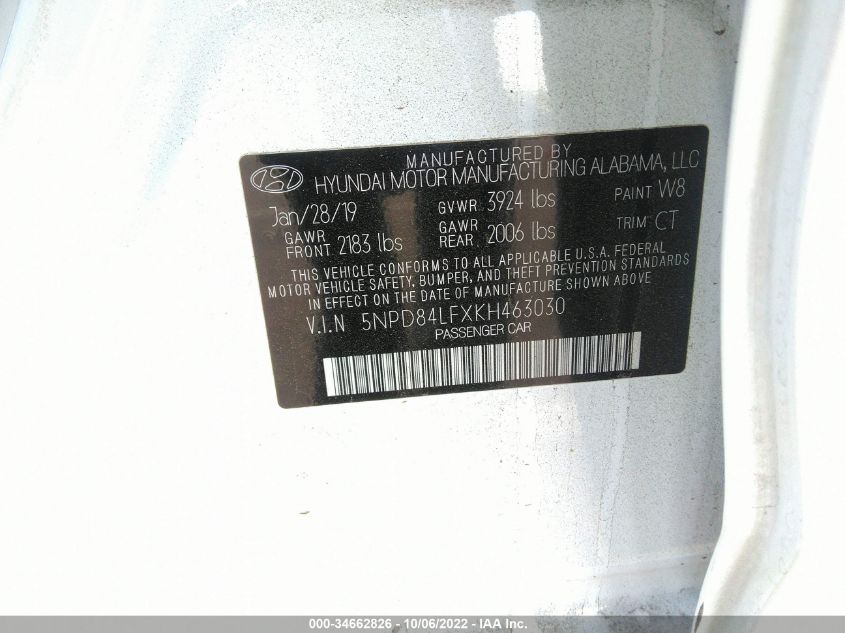 MANUFACTURED BY
HYUNDAI MOTOR MANUFACTURING ALABAMA, LLC
Jan/28/19 GVWR 3924 lbs PAINT W8
GAWR FRONT 2183 lbs GAWR REAR 2006 lbs TRIM CT
THIS VEHICLE CONFORMS TO ALL APPLICABLE U.S.A. FEDERAL
MOTOR VEHICLE SAFETY, BUMPER, AND THEFT PREVENTION STANDARDS
IN EFFECT ON THE DATE OF MANUFACTURE SHOWN ABOVE
V.I.N 5NPD84LFXKH463030
PASSENGER CAR
000-34662826 - 10/06/2022 - IAA Inc.